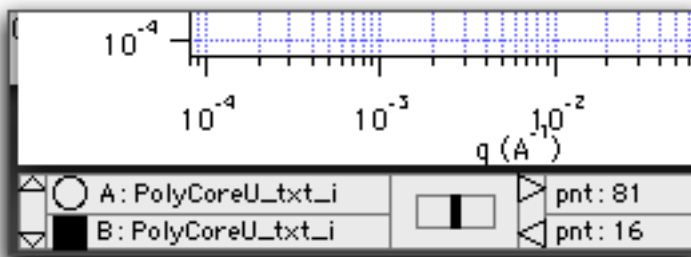 10^-4
10^-4 10^-3 10^-2
q (A^-1)
A: PolyCoreU_txt_i pnt: 81
B: PolyCoreU_txt_i pnt: 16